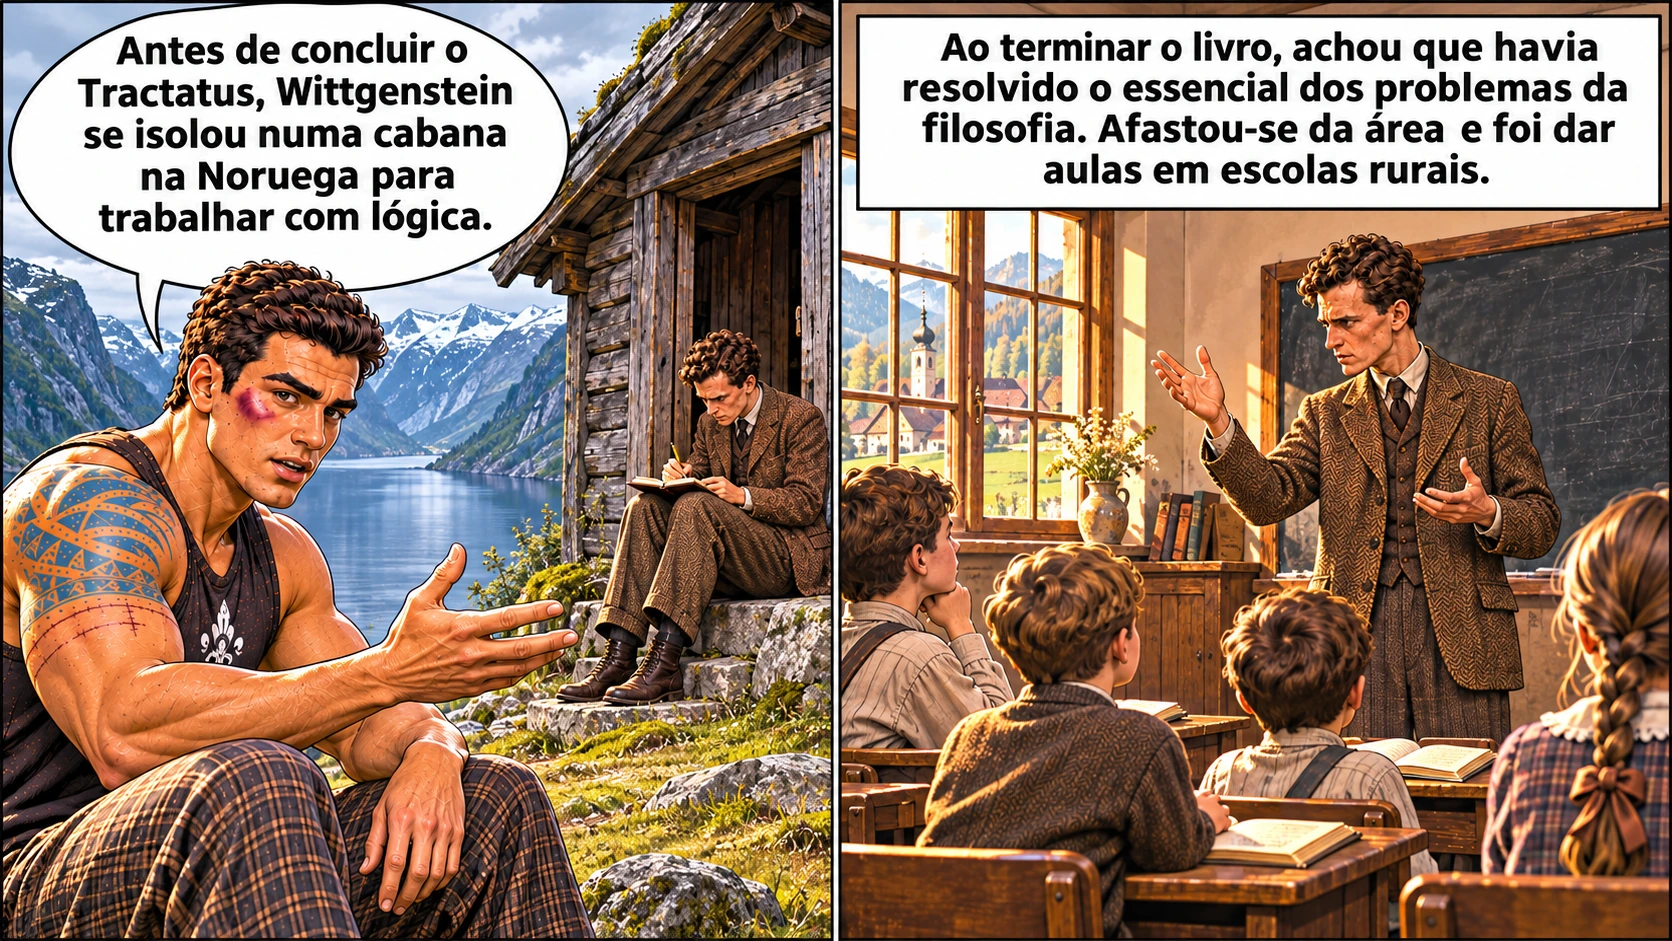 Antes de concluir o
Tractatus, Wittgenstein
se isolou numa cabana
na Noruega para
trabalhar com lógica.
Ao terminar o livro, achou que havia
resolvido o essencial dos problemas da
filosofia. Afastou-se da área e foi dar
aulas em escolas rurais.